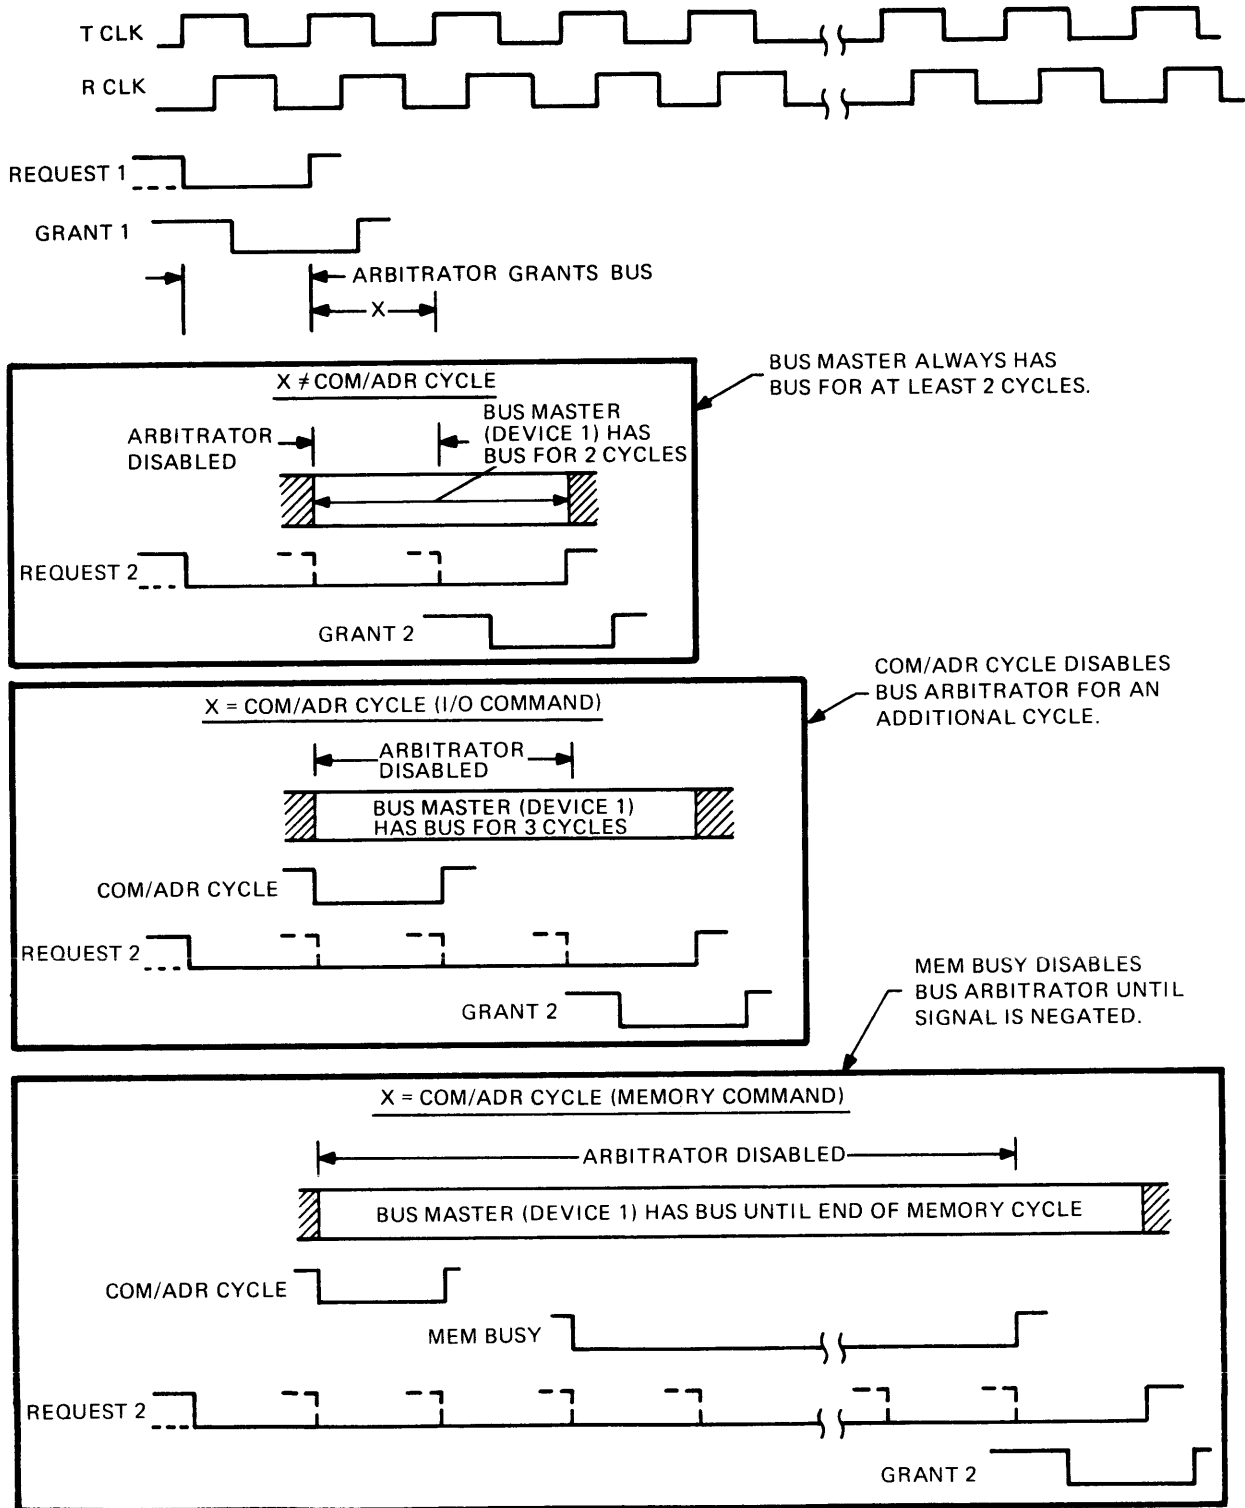 T CLK
R CLK
REQUEST 1
GRANT 1
ARBITRATOR GRANTS BUS
X
X ≠ COM/ADR CYCLE
BUS MASTER ALWAYS HAS
BUS FOR AT LEAST 2 CYCLES.
ARBITRATOR
DISABLED
BUS MASTER
(DEVICE 1) HAS
BUS FOR 2 CYCLES
REQUEST 2
GRANT 2
COM/ADR CYCLE DISABLES
BUS ARBITRATOR FOR AN
ADDITIONAL CYCLE.
X = COM/ADR CYCLE (I/O COMMAND)
ARBITRATOR
DISABLED
BUS MASTER (DEVICE 1)
HAS BUS FOR 3 CYCLES
COM/ADR CYCLE
REQUEST 2
GRANT 2
MEM BUSY DISABLES
BUS ARBITRATOR UNTIL
SIGNAL IS NEGATED.
X = COM/ADR CYCLE (MEMORY COMMAND)
ARBITRATOR DISABLED
BUS MASTER (DEVICE 1) HAS BUS UNTIL END OF MEMORY CYCLE
COM/ADR CYCLE
MEM BUSY
REQUEST 2
GRANT 2